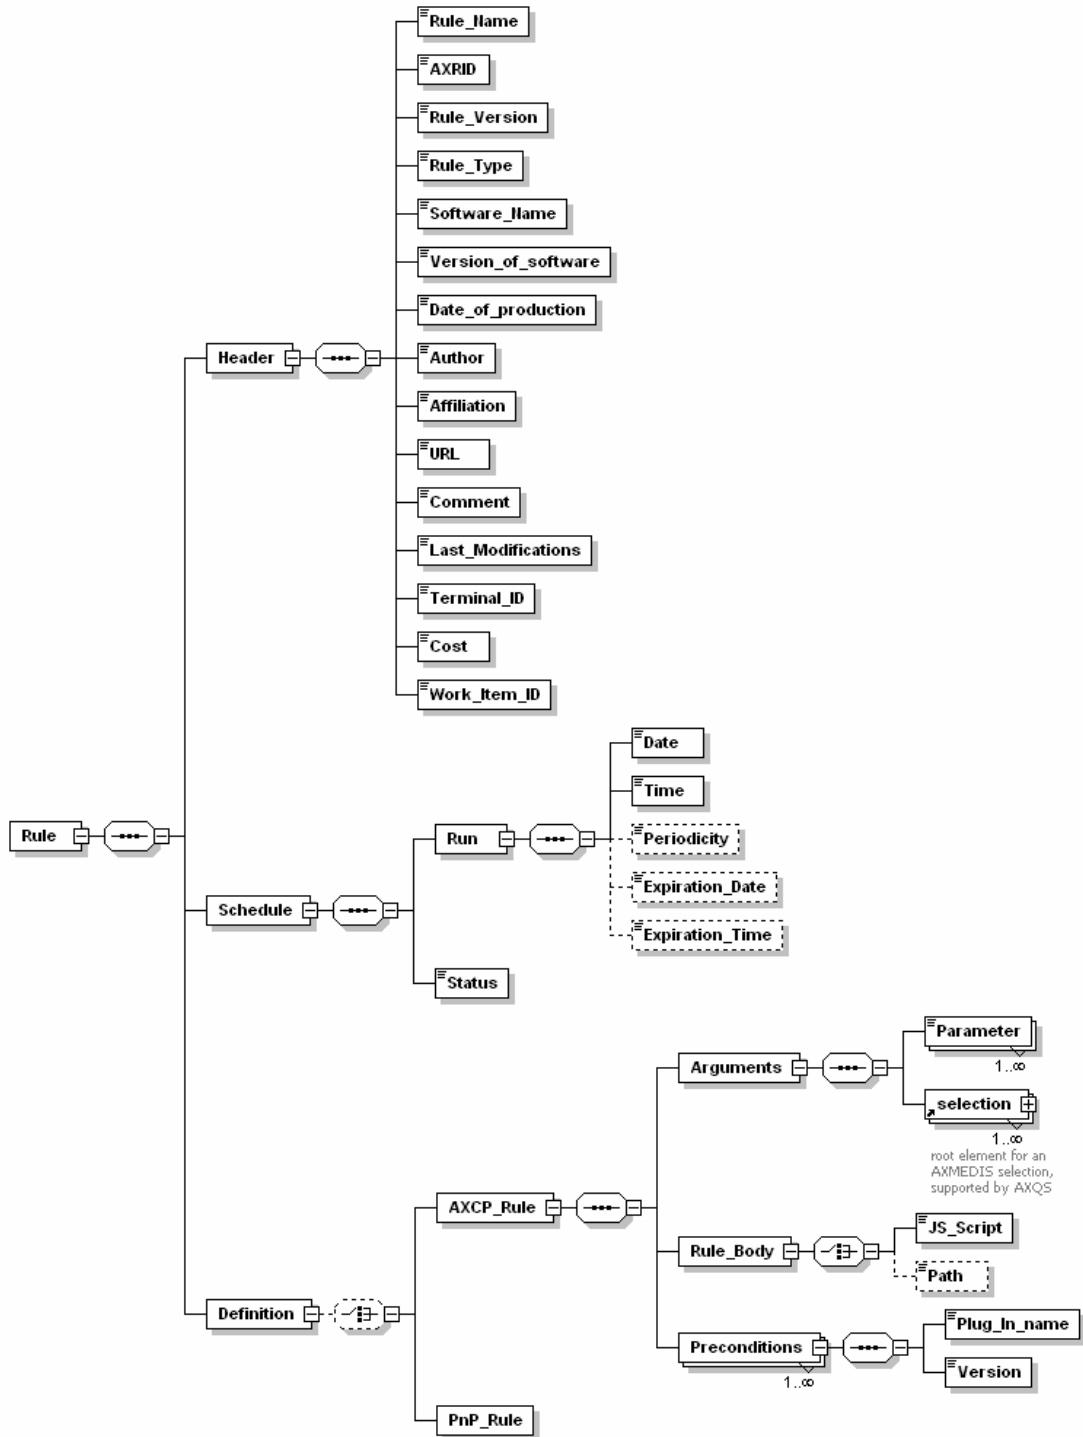 Rule_Name
AXRID
Rule_Version
Rule_Type
Software_Name
Version_of_software
Date_of_production
Header
Author
Affiliation
URL
Comment
Last_Modifications
Terminal_ID
Cost
Work_Item_ID
Date
Time
Rule
Run
Periodicity
Expiration_Date
Schedule
Expiration_Time
Status
Parameter
1..∞
Arguments
selection
1..∞
root element for an
AXMEDIS selection,
supported by AXQS
AXCP_Rule
JS_Script
Rule_Body
Path
Definition
Plug_In_name
Preconditions
1..∞
Version
PnP_Rule